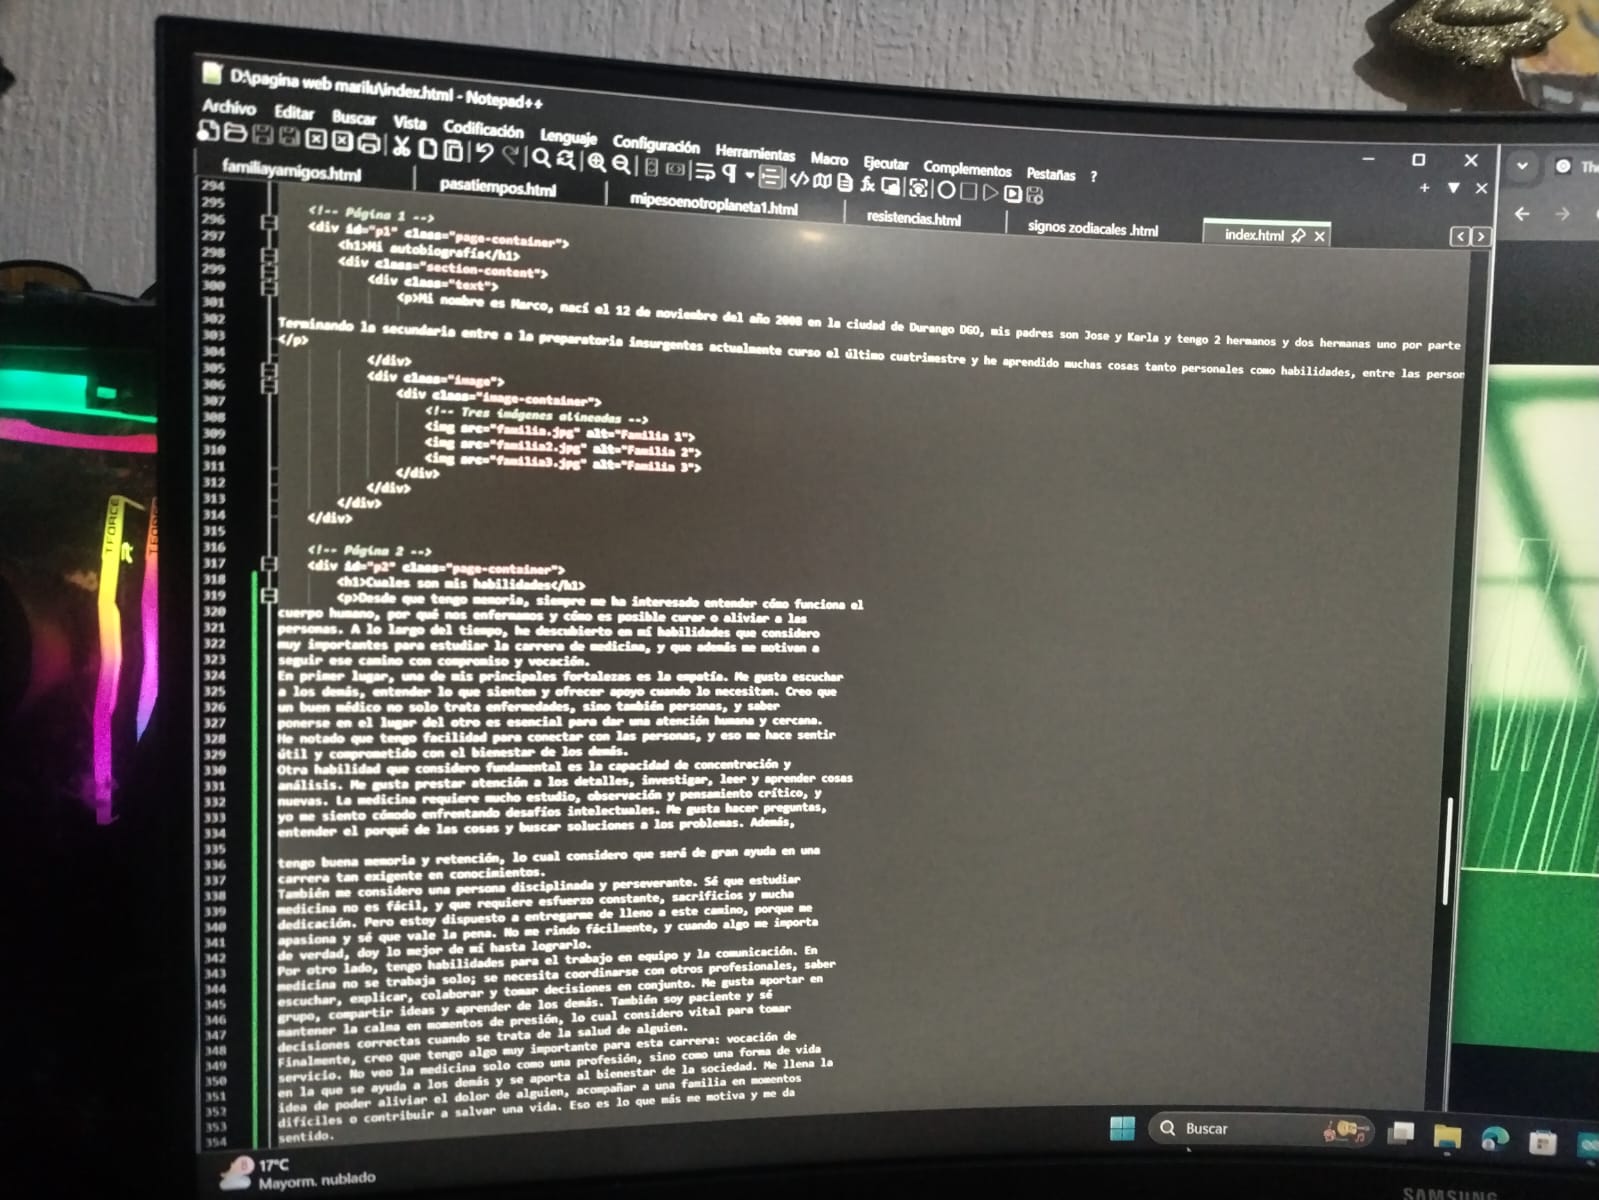 D:\pagina web marilu\index.html - Notepad++
Archivo Editar Buscar Vista Codificación Lenguaje Configuración Herramientas Macro Ejecutar Complementos Pestañas ?
familiayamigos.html pasatiempos.html mipesoenotroplaneta1.html resistencias.html signos zodiacales .html index.html
294
295
296 <!-- Página 1 -->
297 <div id="p1" class="page-container">
298 <h1>Mi autobiografía</h1>
299 <div class="section-content">
300 <div class="text">
301 <p>Mi nombre es Marco, nací el 12 de noviembre del año 2008 en la ciudad de Durango DGO, mis padres son Jose y Karla y tengo 2 hermanos y dos hermanas uno por parte
302
303 Terminando la secundaria entre a la preparatoria insurgentes actualmente curso el último cuatrimestre y he aprendido muchas cosas tanto personales como habilidades, entre las person
304 </p>
305 </div>
306 <div class="image">
307 <div class="image-container">
308 <!-- Tres imágenes alineadas -->
309 <img src="familia.jpg" alt="Familia 1">
310 <img src="familia2.jpg" alt="Familia 2">
311 <img src="familia3.jpg" alt="Familia 3">
312 </div>
313 </div>
314 </div>
315 </div>
316
317 <!-- Página 2 -->
318 <div id="p2" class="page-container">
319 <h1>Cuales son mis habilidades</h1>
320 <p>Desde que tengo memoria, siempre me ha interesado entender cómo funciona el
321 cuerpo humano, por qué nos enfermamos y cómo es posible curar o aliviar a las
322 personas. A lo largo del tiempo, he descubierto en mí habilidades que considero
323 muy importantes para estudiar la carrera de medicina, y que además me motivan a
324 seguir ese camino con compromiso y vocación.
325 En primer lugar, una de mis principales fortalezas es la empatía. Me gusta escuchar
326 a los demás, entender lo que sienten y ofrecer apoyo cuando lo necesitan. Creo que
327 un buen médico no solo trata enfermedades, sino también personas, y saber
328 ponerse en el lugar del otro es esencial para dar una atención humana y cercana.
329 He notado que tengo facilidad para conectar con las personas, y eso me hace sentir
330 útil y comprometido con el bienestar de los demás.
331 Otra habilidad que considero fundamental es la capacidad de concentración y
332 análisis. Me gusta prestar atención a los detalles, investigar, leer y aprender cosas
333 nuevas. La medicina requiere mucho estudio, observación y pensamiento crítico, y
334 yo me siento cómodo enfrentando desafíos intelectuales. Me gusta hacer preguntas,
335 entender el porqué de las cosas y buscar soluciones a los problemas. Además,
336
337 tengo buena memoria y retención, lo cual considero que será de gran ayuda en una
338 carrera tan exigente en conocimientos.
339 También me considero una persona disciplinada y perseverante. Sé que estudiar
340 medicina no es fácil, y que requiere esfuerzo constante, sacrificios y mucha
341 dedicación. Pero estoy dispuesto a entregarme de lleno a este camino, porque me
342 apasiona y sé que vale la pena. No me rindo fácilmente, y cuando algo me importa
343 de verdad, doy lo mejor de mí hasta lograrlo.
344 Por otro lado, tengo habilidades para el trabajo en equipo y la comunicación. En
345 medicina no se trabaja solo; se necesita coordinarse con otros profesionales, saber
346 escuchar, explicar, colaborar y tomar decisiones en conjunto. Me gusta aportar en
347 grupo, compartir ideas y aprender de los demás. También soy paciente y sé
348 mantener la calma en momentos de presión, lo cual considero vital para tomar
349 decisiones correctas cuando se trata de la salud de alguien.
350 Finalmente, creo que tengo algo muy importante para esta carrera: vocación de
351 servicio. No veo la medicina solo como una profesión, sino como una forma de vida
352 en la que se ayuda a los demás y se aporta al bienestar de la sociedad. Me llena la
353 idea de poder aliviar el dolor de alguien, acompañar a una familia en momentos
354 difíciles o contribuir a salvar una vida. Eso es lo que más me motiva y me da
sentido.
17°C
Mayorm. nublado
Buscar
SAMSUNG
TFORCE
TFORCE